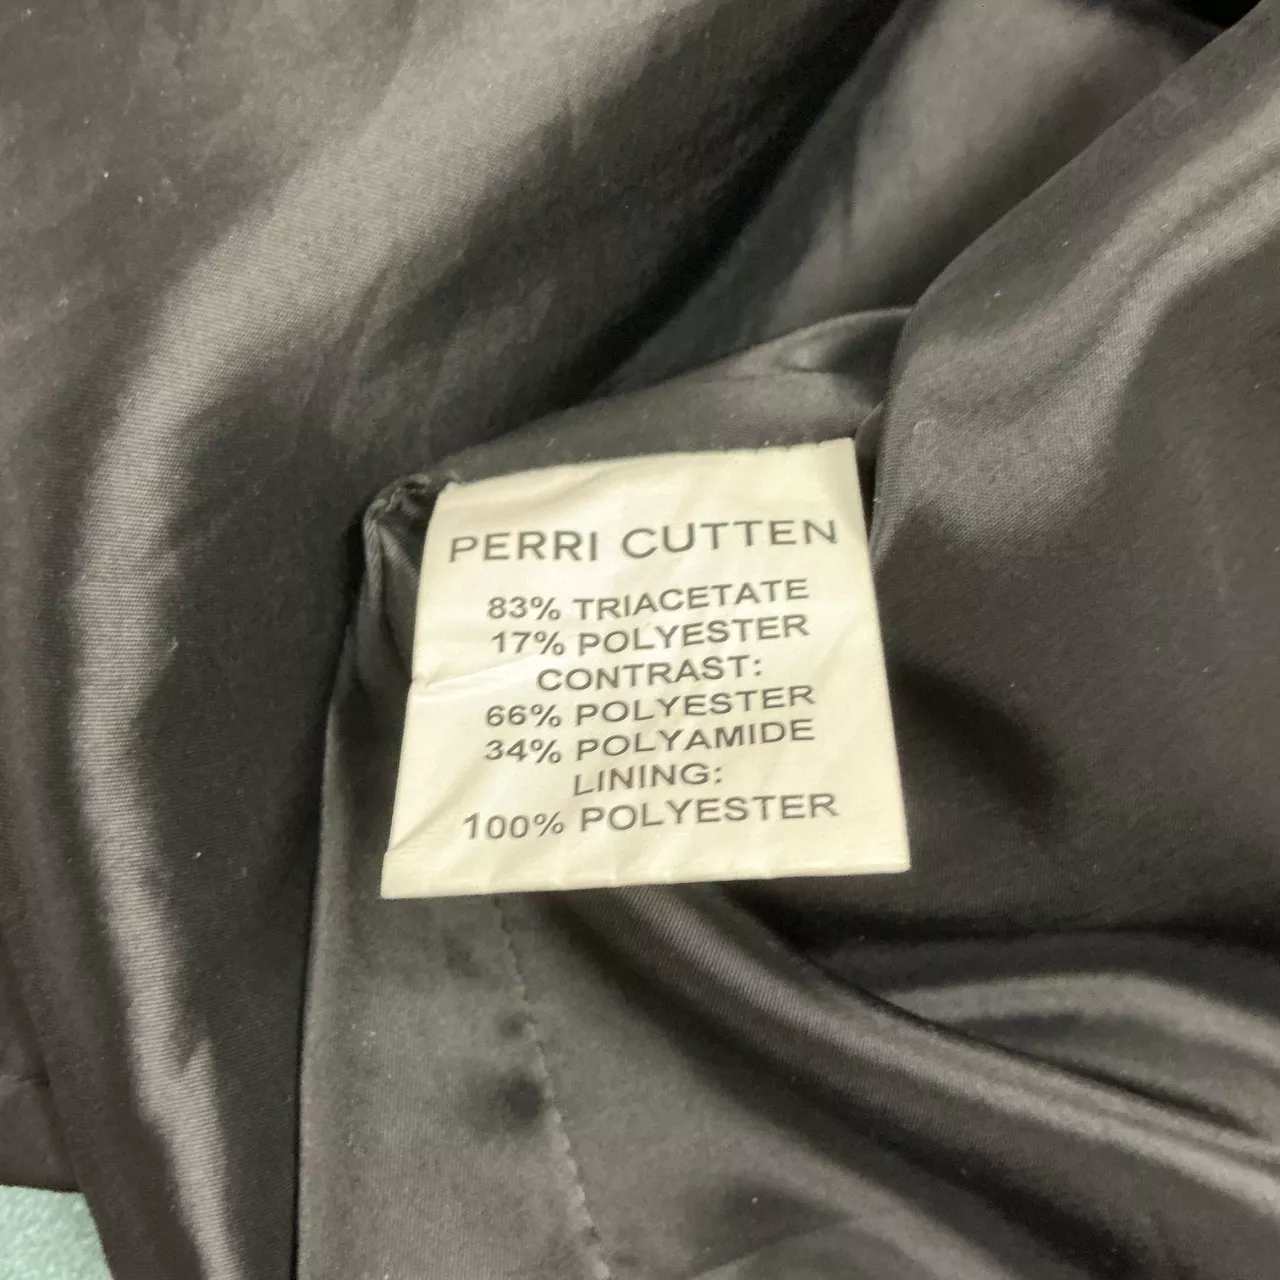 PERRI CUTTEN
83% TRIACETATE
17% POLYESTER
CONTRAST:
66% POLYESTER
34% POLYAMIDE
LINING:
100% POLYESTER